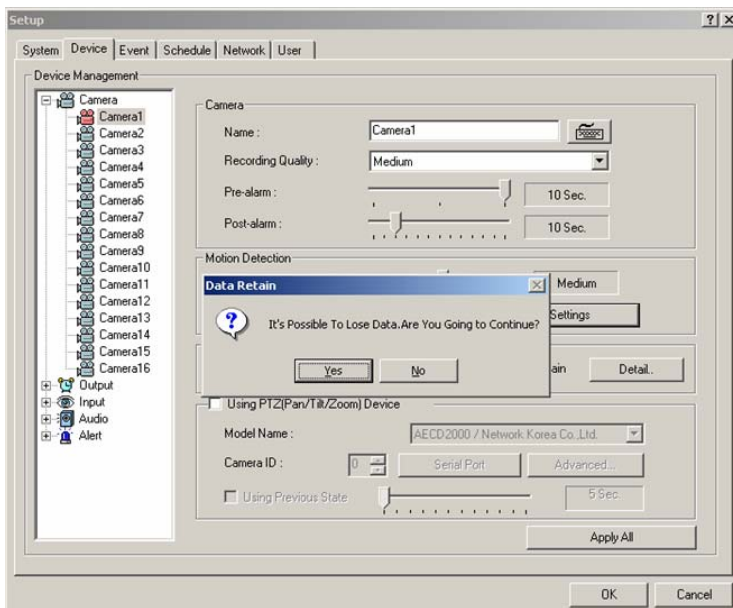 Setup
System Device Event Schedule Network User
Device Management
Camera
Camera1
Camera2
Camera3
Camera4
Camera5
Camera6
Camera7
Camera8
Camera9
Camera10
Camera11
Camera12
Camera13
Camera14
Camera15
Camera16
Output
Input
Audio
Alert
Camera
Name : Camera1
Recording Quality : Medium
Pre-alarm : 10 Sec.
Post-alarm : 10 Sec.
Motion Detection
Medium
Settings
Data Retain
It's Possible To Lose Data.Are You Going to Continue?
Yes No
Detail..
Using PTZ(Pan/Tilt/Zoom) Device
Model Name : AECD2000 / Network Korea Co.,Ltd.
Camera ID : 0 Serial Port Advanced...
Using Previous State 5 Sec
Apply All
OK Cancel